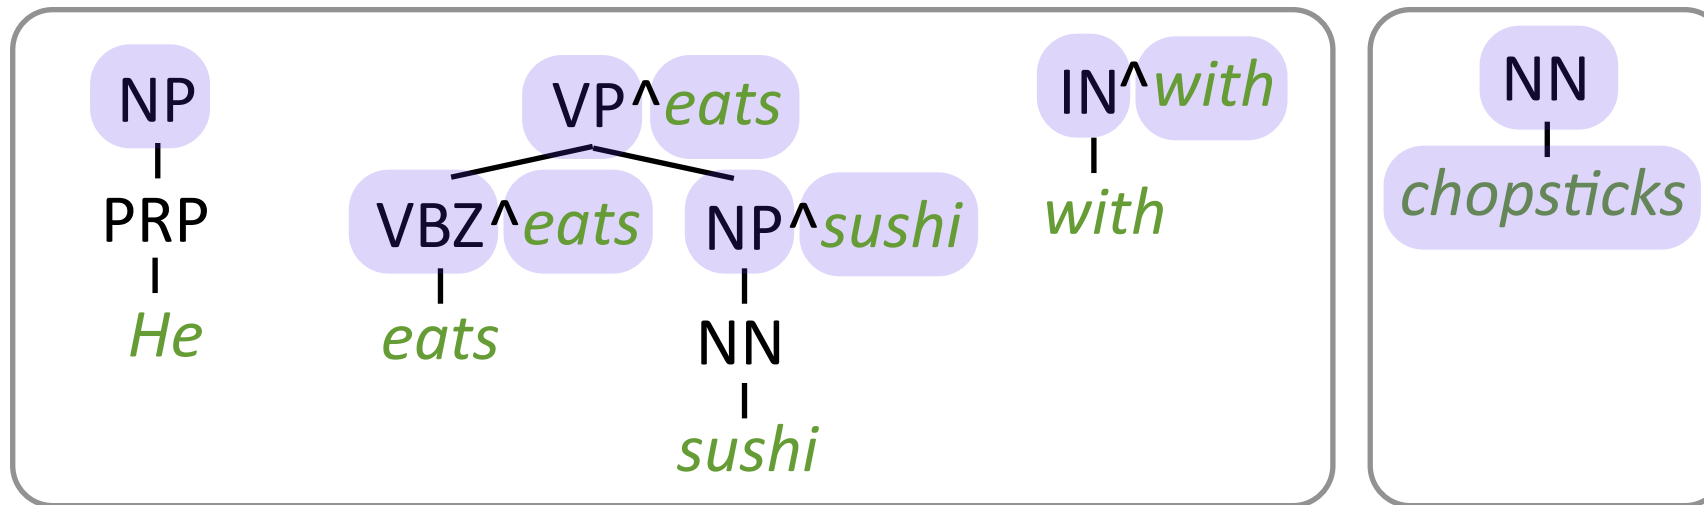 NP
PRP
He
VP^eats
VBZ^eats NP^sushi
eats NN
sushi
IN^with
with
NN
chopsticks